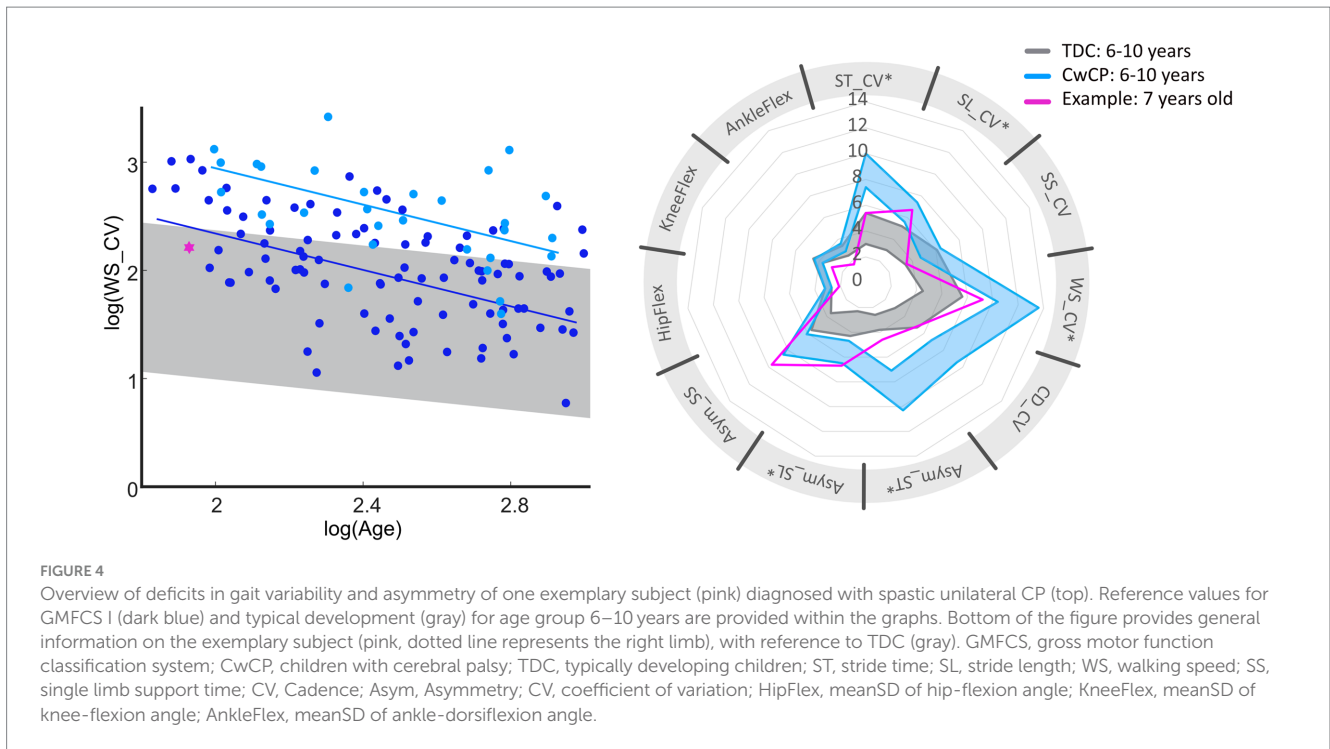 TDC: 6-10 years
CwCP: 6-10 years
Example: 7 years old
log(WS_CV)
3
2
1
0
2
2.4
2.8
log(Age)
ST_CV*
SL_CV*
SS_CV
WS_CV*
CD_CV
Asym_ST*
Asym_SL*
Asym_SS
HipFlex
KneeFlex
AnkleFlex
14
12
10
8
6
4
2
0
FIGURE 4
Overview of deficits in gait variability and asymmetry of one exemplary subject (pink) diagnosed with spastic unilateral CP (top). Reference values for
GMFCS I (dark blue) and typical development (gray) for age group 6–10 years are provided within the graphs. Bottom of the figure provides general
information on the exemplary subject (pink, dotted line represents the right limb), with reference to TDC (gray). GMFCS, gross motor function
classification system; CwCP, children with cerebral palsy; TDC, typically developing children; ST, stride time; SL, stride length; WS, walking speed; SS,
single limb support time; CV, Cadence; Asym, Asymmetry; CV, coefficient of variation; HipFlex, meanSD of hip-flexion angle; KneeFlex, meanSD of
knee-flexion angle; AnkleFlex, meanSD of ankle-dorsiflexion angle.